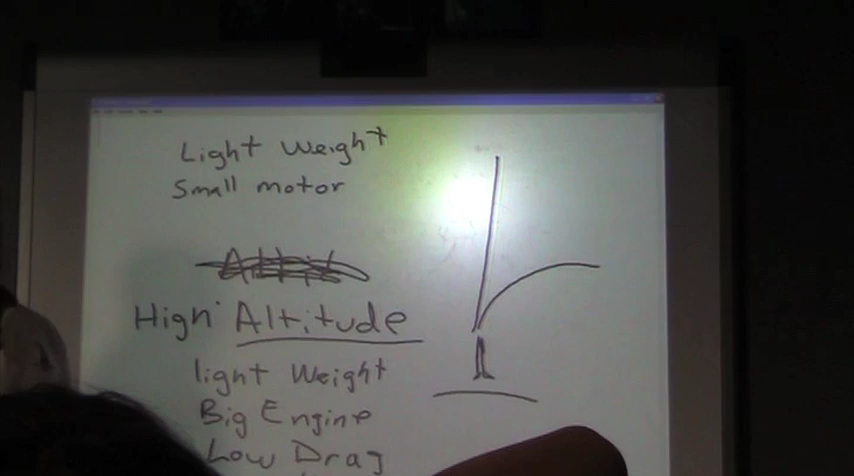 Light Weight
Small motor
High Altitude
light Weight
Big Engine
Low Drag